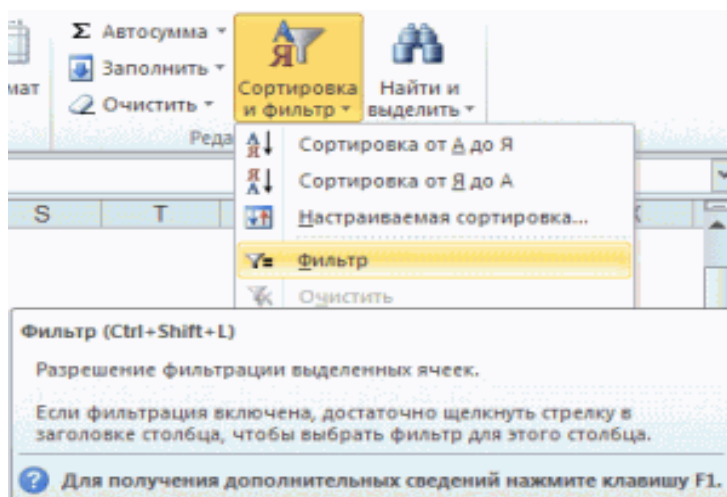 Σ Автосумма
Заполнить
мат
Очистить
Сортировка
и фильтр
Найти и
выделить
Реда
Сортировка от А до Я
Сортировка от Я до А
Настраиваемая сортировка...
S T
Фильтр
Очистить
Фильтр (Ctrl+Shift+L)
Разрешение фильтрации выделенных ячеек.
Если фильтрация включена, достаточно щелкнуть стрелку в
заголовке столбца, чтобы выбрать фильтр для этого столбца.
Для получения дополнительных сведений нажмите клавишу F1.